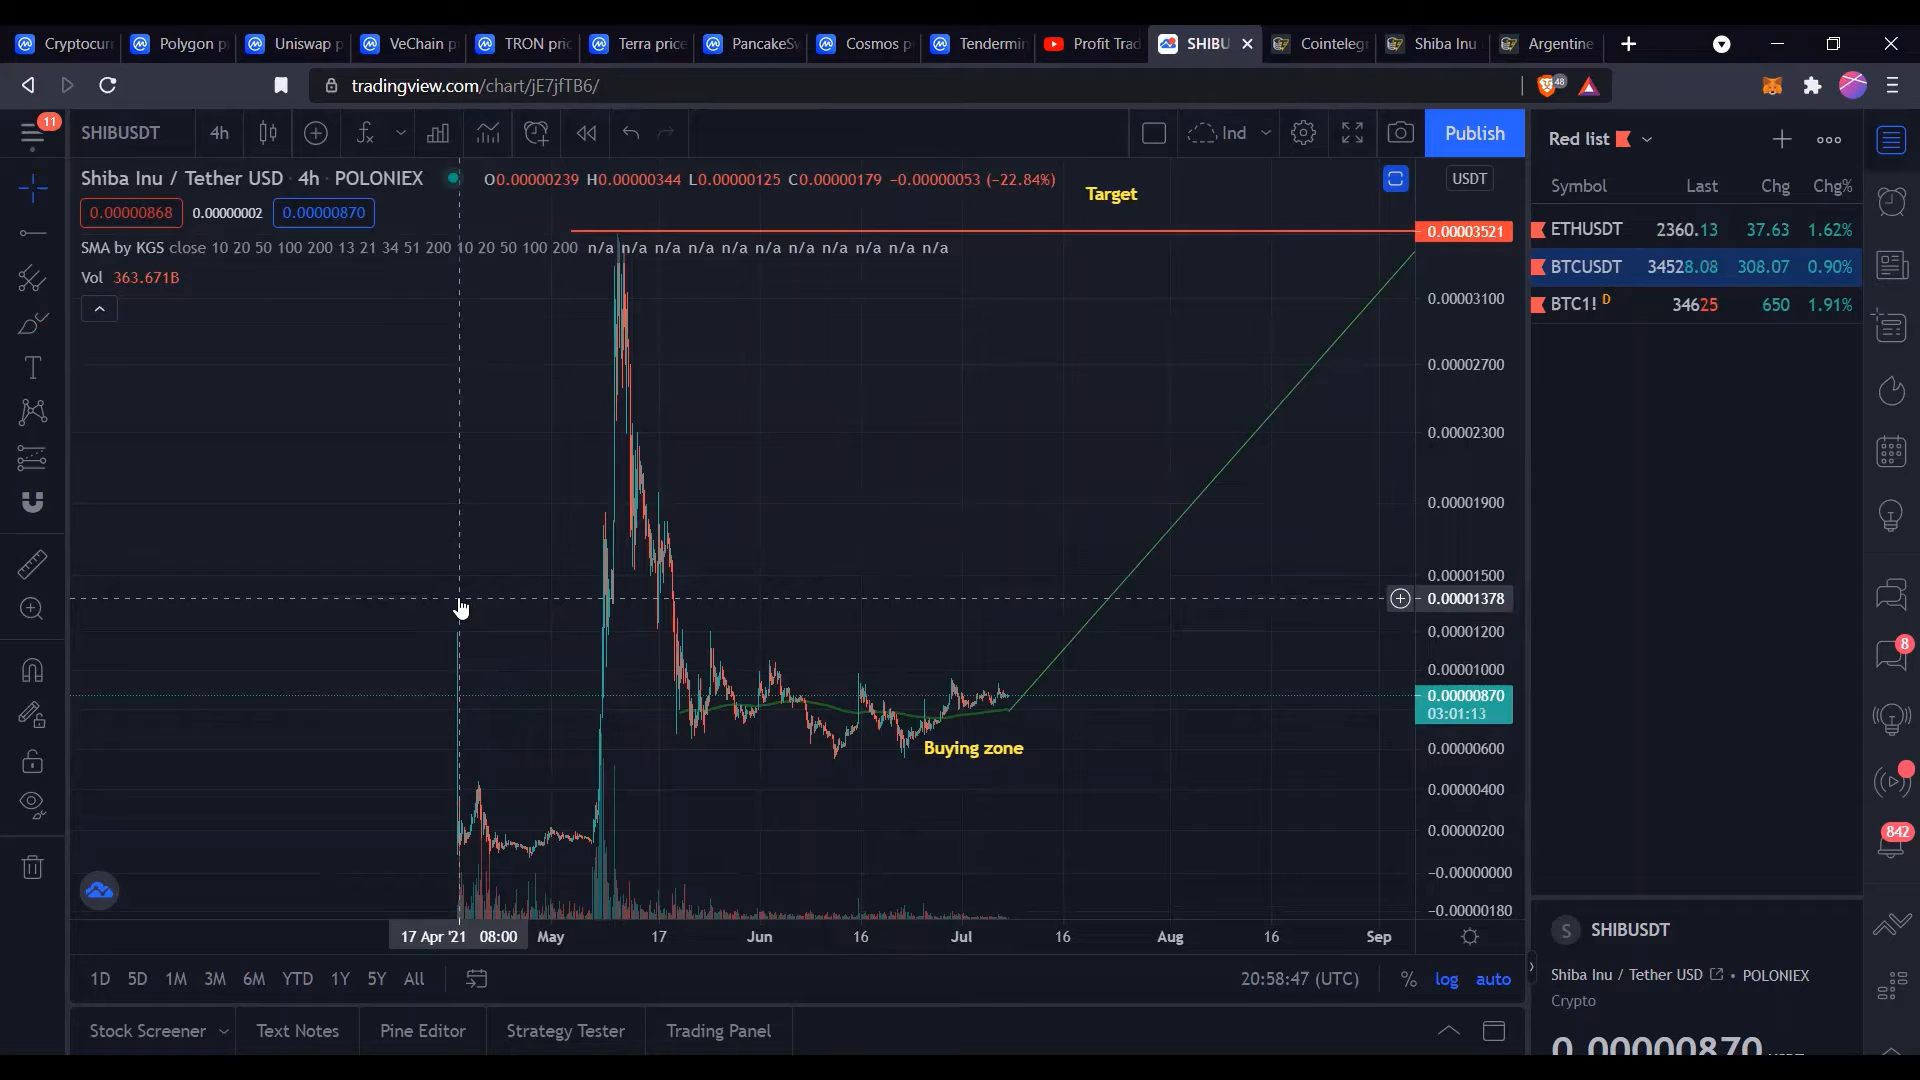 Cryptocur
Polygon p
Uniswap p
VeChain p
TRON pric
Terra price
PancakeSw
Cosmos p
Tendermin
Profit Trad
SHIBU
Cointelegr
Shiba Inu
Argentine
tradingview.com/chart/jE7jfTB6/
48
11
SHIBUSDT
4h
Ind
Publish
Shiba Inu / Tether USD · 4h · POLONIEX
O0.00000239 H0.00000344 L0.00000125 C0.00000179 −0.00000053 (−22.84%)
0.00000868 0.00000002 0.00000870
SMA by KGS close 10 20 50 100 200 13 21 34 51 200 10 20 50 100 200 n/a n/a n/a n/a n/a n/a n/a n/a n/a n/a n/a
Vol 363.671B
Target
Buying zone
USDT
0.00003521
0.00003100
0.00002700
0.00002300
0.00001900
0.00001500
0.00001378
0.00001200
0.00001000
0.00000870
03:01:13
0.00000600
0.00000400
0.00000200
−0.00000000
−0.00000180
17 Apr '21 08:00 May 17 Jun 16 Jul 16 Aug 16 Sep
1D 5D 1M 3M 6M YTD 1Y 5Y All
20:58:47 (UTC) % log auto
Stock Screener Text Notes Pine Editor Strategy Tester Trading Panel
Red list
Symbol Last Chg Chg%
ETHUSDT 2360.13 37.63 1.62%
BTCUSDT 34528.08 308.07 0.90%
BTC1! D 34625 650 1.91%
8
842
S SHIBUSDT
Shiba Inu / Tether USD • POLONIEX
Crypto
0.00000870